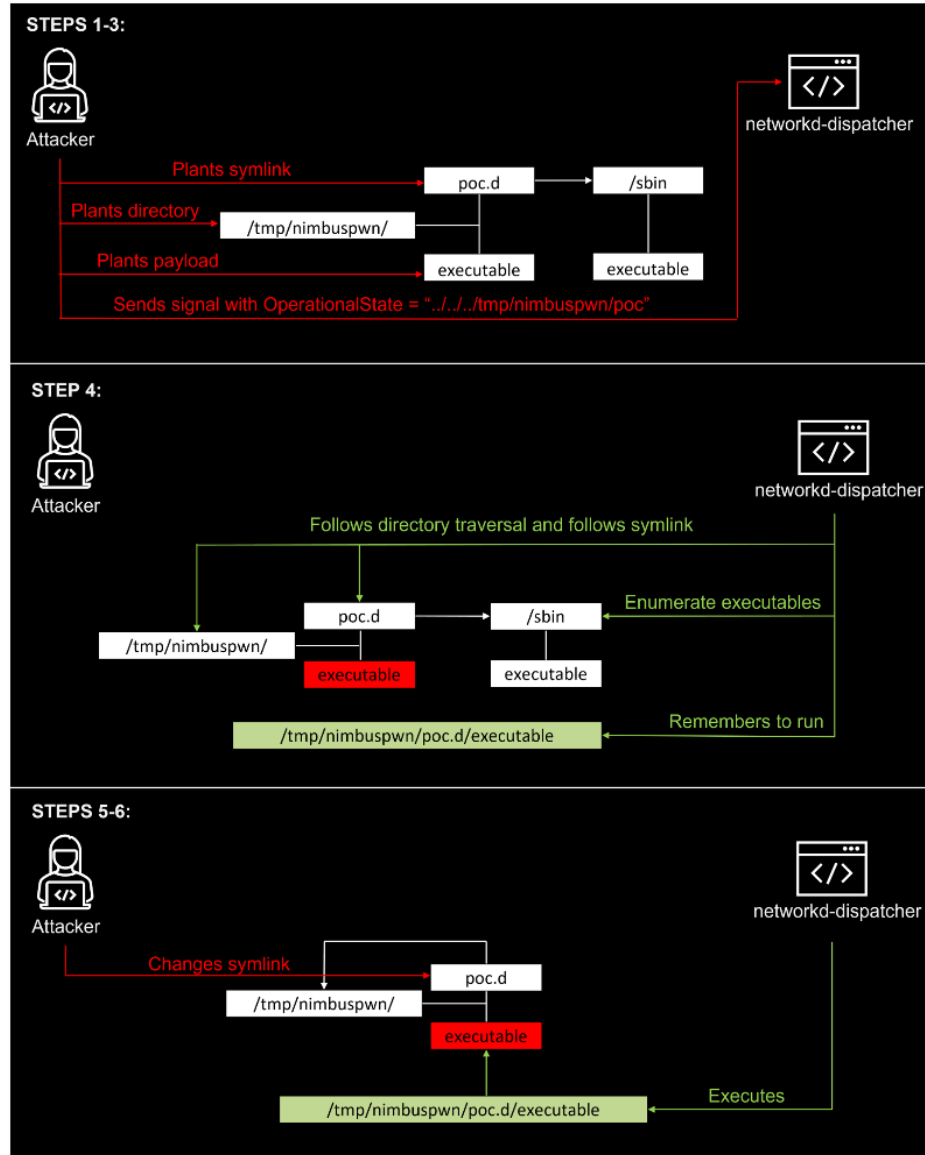 STEPS 1-3:
Attacker
networkd-dispatcher
Plants symlink
poc.d
/sbin
Plants directory
/tmp/nimbuspwn/
Plants payload
executable
executable
Sends signal with OperationalState = “../../../tmp/nimbuspwn/poc”
STEP 4:
Attacker
networkd-dispatcher
Follows directory traversal and follows symlink
poc.d
/sbin
Enumerate executables
/tmp/nimbuspwn/
executable
executable
Remembers to run
/tmp/nimbuspwn/poc.d/executable
STEPS 5-6:
Attacker
networkd-dispatcher
Changes symlink
poc.d
/tmp/nimbuspwn/
executable
Executes
/tmp/nimbuspwn/poc.d/executable